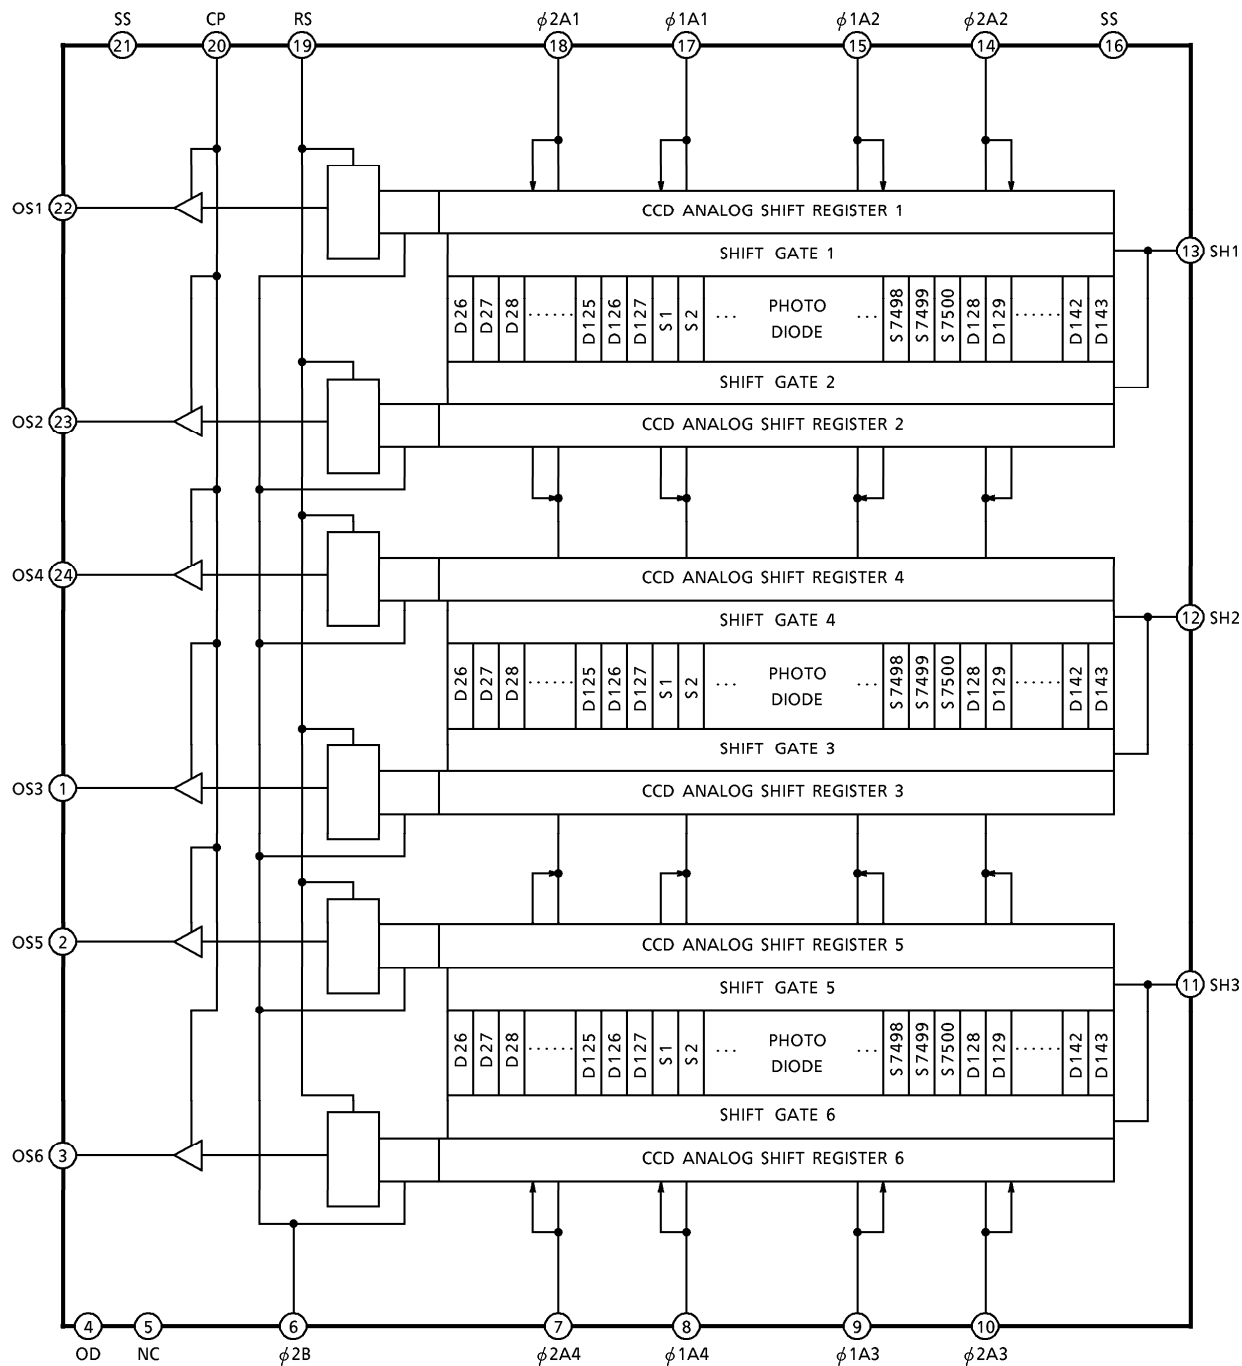 SS CP RS ϕ2A1 ϕ1A1 ϕ1A2 ϕ2A2 SS
21 20 19 18 17 15 14 16
OS1 22 CCD ANALOG SHIFT REGISTER 1
SHIFT GATE 1 13 SH1
D26 D27 D28 ...... D125 D126 D127 S1 S2 ... PHOTO DIODE ... S7498 S7499 S7500 D128 D129 ...... D142 D143
SHIFT GATE 2
OS2 23 CCD ANALOG SHIFT REGISTER 2
OS4 24 CCD ANALOG SHIFT REGISTER 4
SHIFT GATE 4 12 SH2
D26 D27 D28 ...... D125 D126 D127 S1 S2 ... PHOTO DIODE ... S7498 S7499 S7500 D128 D129 ...... D142 D143
SHIFT GATE 3
OS3 1 CCD ANALOG SHIFT REGISTER 3
OS5 2 CCD ANALOG SHIFT REGISTER 5
SHIFT GATE 5 11 SH3
D26 D27 D28 ...... D125 D126 D127 S1 S2 ... PHOTO DIODE ... S7498 S7499 S7500 D128 D129 ...... D142 D143
SHIFT GATE 6
OS6 3 CCD ANALOG SHIFT REGISTER 6
4 5 6 7 8 9 10
OD NC ϕ2B ϕ2A4 ϕ1A4 ϕ1A3 ϕ2A3